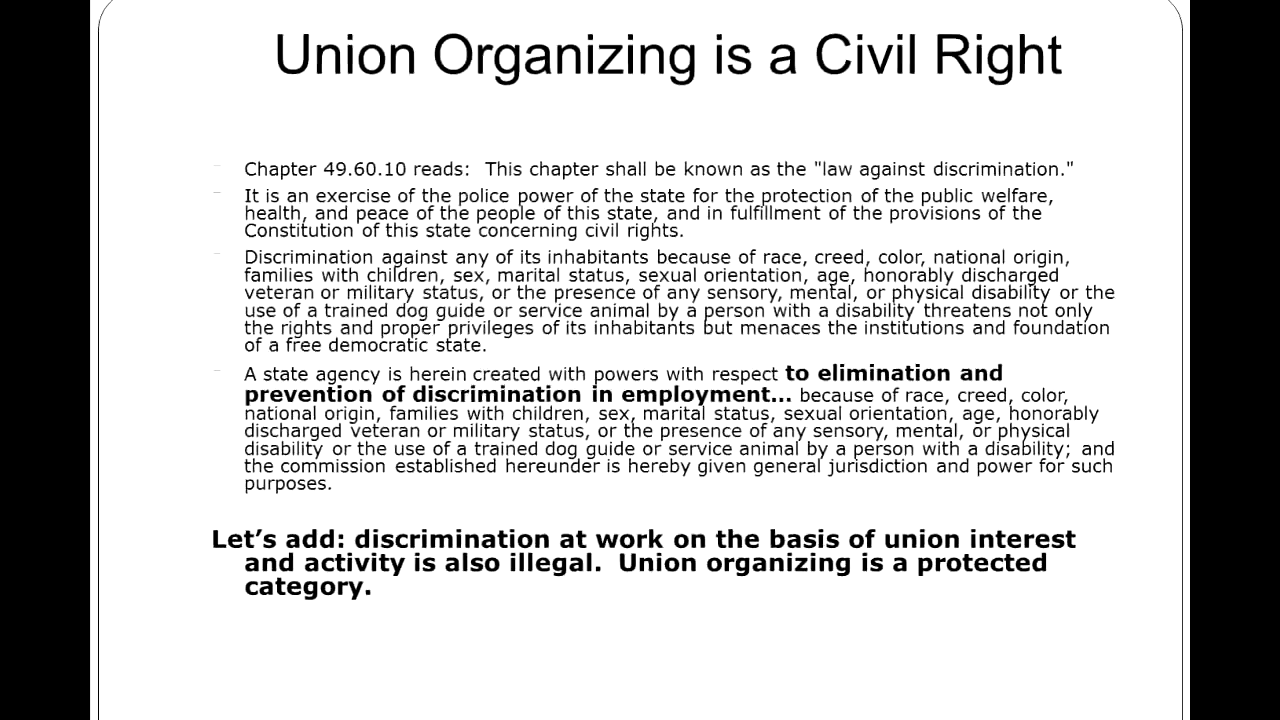 Union Organizing is a Civil Right
– Chapter 49.60.10 reads:  This chapter shall be known as the "law against discrimination."
– It is an exercise of the police power of the state for the protection of the public welfare,
health, and peace of the people of this state, and in fulfillment of the provisions of the
Constitution of this state concerning civil rights.
– Discrimination against any of its inhabitants because of race, creed, color, national origin,
families with children, sex, marital status, sexual orientation, age, honorably discharged
veteran or military status, or the presence of any sensory, mental, or physical disability or the
use of a trained dog guide or service animal by a person with a disability threatens not only
the rights and proper privileges of its inhabitants but menaces the institutions and foundation
of a free democratic state.
– A state agency is herein created with powers with respect to elimination and
prevention of discrimination in employment... because of race, creed, color,
national origin, families with children, sex, marital status, sexual orientation, age, honorably
discharged veteran or military status, or the presence of any sensory, mental, or physical
disability or the use of a trained dog guide or service animal by a person with a disability; and
the commission established hereunder is hereby given general jurisdiction and power for such
purposes.
Let's add: discrimination at work on the basis of union interest
and activity is also illegal.  Union organizing is a protected
category.